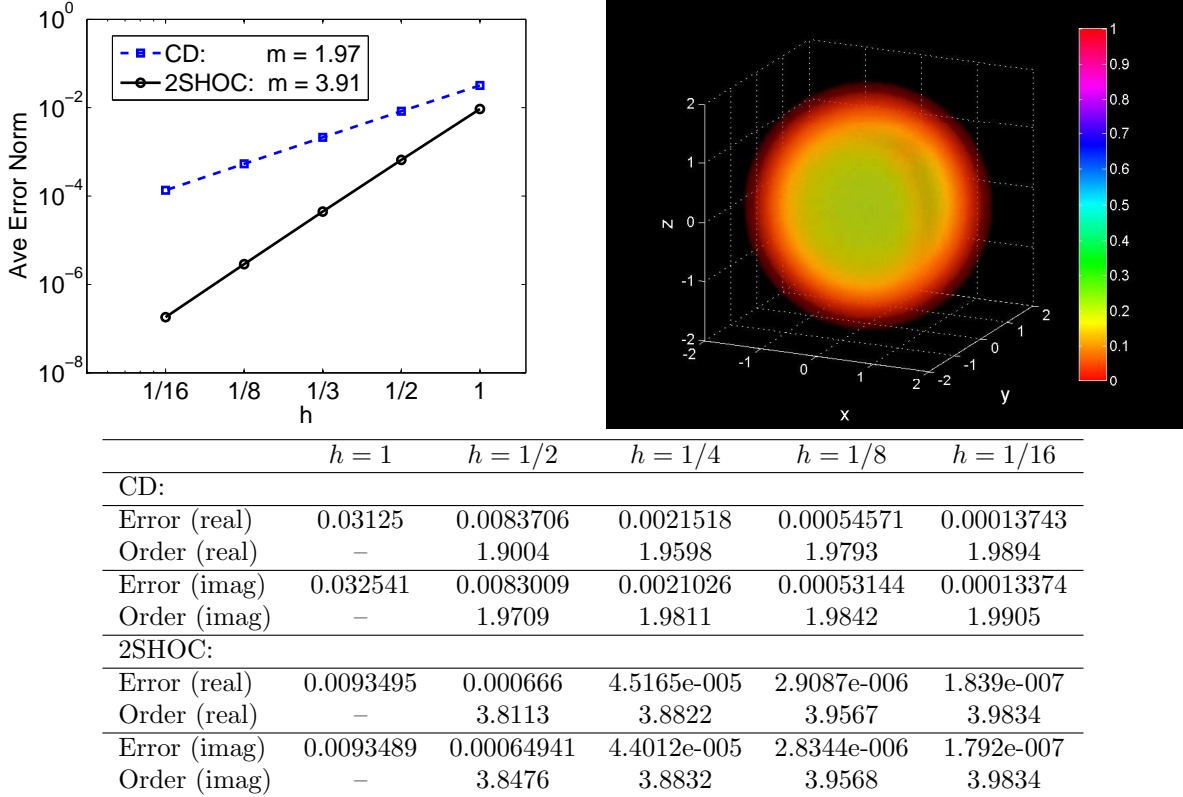 10^0
10^−2
10^−4
10^−6
10^−8
Ave Error Norm
CD: m = 1.97
2SHOC: m = 3.91
1/16 1/8 1/3 1/2 1
h
2
1
0
-1
-2
z
-2 -1 0 1 2
x
-2 -1 0 1 2
y
1
0.9
0.8
0.7
0.6
0.5
0.4
0.3
0.2
0.1
0
h = 1 h = 1/2 h = 1/4 h = 1/8 h = 1/16
CD:
Error (real) 0.03125 0.0083706 0.0021518 0.00054571 0.00013743
Order (real) – 1.9004 1.9598 1.9793 1.9894
Error (imag) 0.032541 0.0083009 0.0021026 0.00053144 0.00013374
Order (imag) – 1.9709 1.9811 1.9842 1.9905
2SHOC:
Error (real) 0.0093495 0.000666 4.5165e-005 2.9087e-006 1.839e-007
Order (real) – 3.8113 3.8822 3.9567 3.9834
Error (imag) 0.0093489 0.00064941 4.4012e-005 2.8344e-006 1.792e-007
Order (imag) – 3.8476 3.8832 3.9568 3.9834